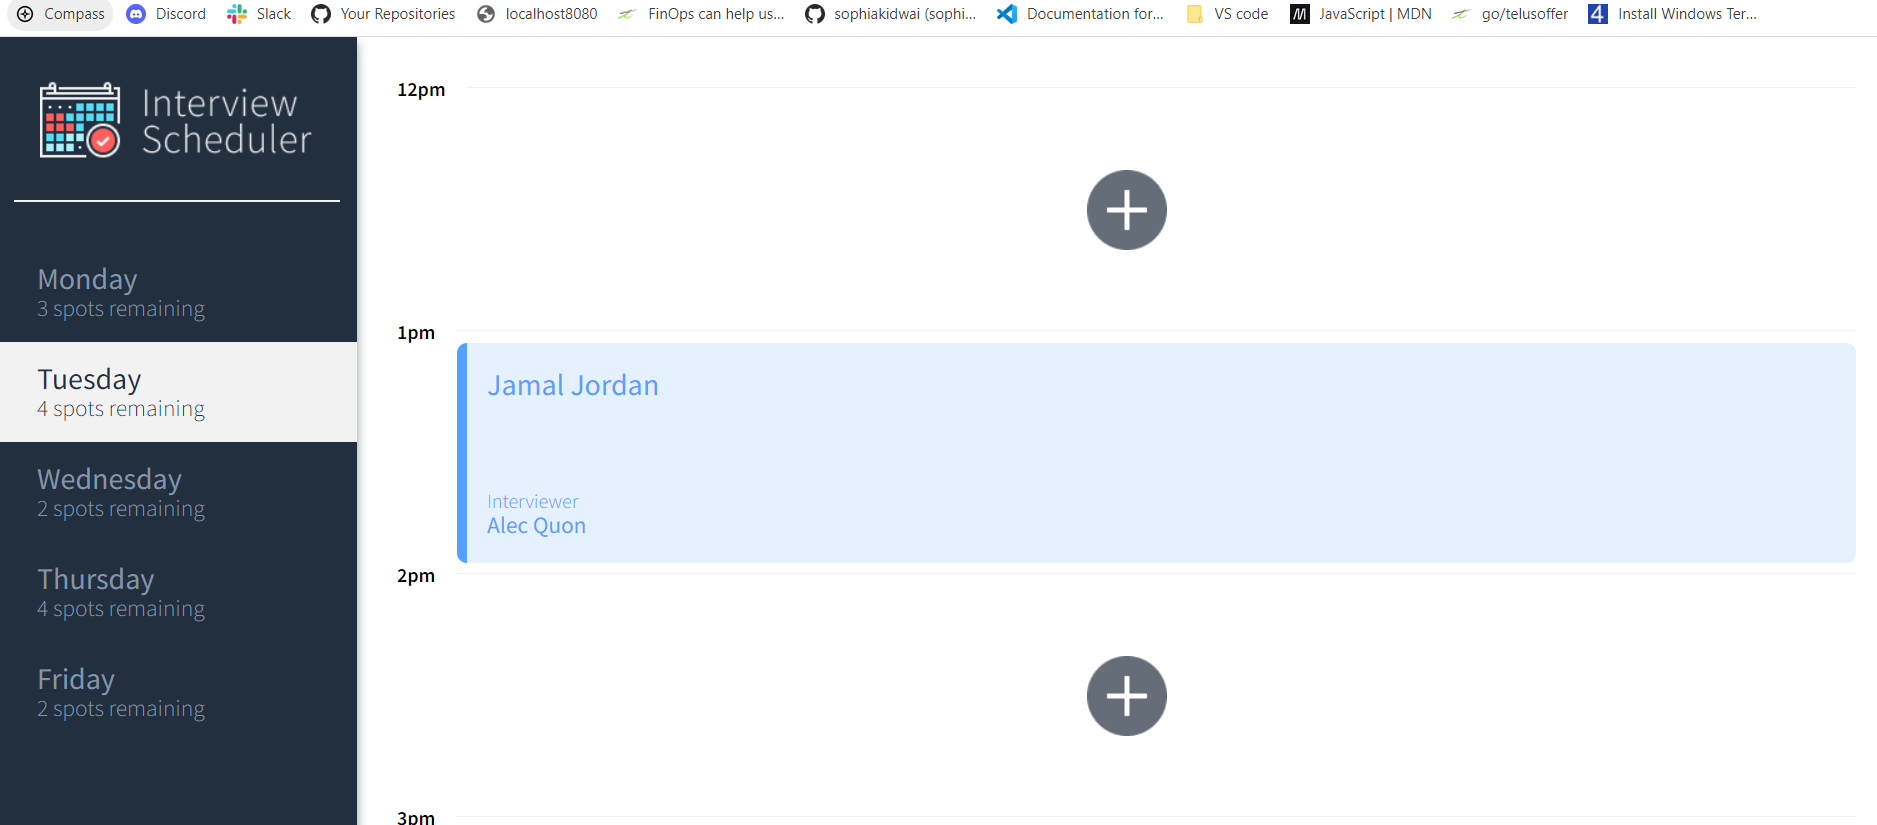 Compass Discord Slack Your Repositories localhost8080 FinOps can help us... sophiakidwai (sophi... Documentation for... VS code JavaScript | MDN go/telusoffer Install Windows Ter...
Interview
Scheduler
Monday
3 spots remaining
Tuesday
4 spots remaining
Wednesday
2 spots remaining
Thursday
4 spots remaining
Friday
2 spots remaining
12pm
1pm
Jamal Jordan
Interviewer
Alec Quon
2pm
3pm